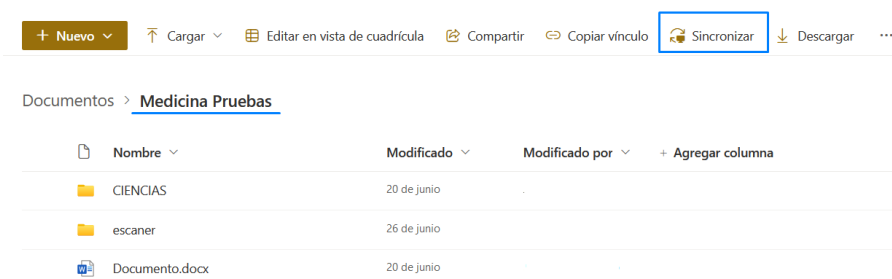 + Nuevo Cargar Editar en vista de cuadrícula Compartir Copiar vínculo Sincronizar Descargar ...
Documentos > Medicina Pruebas
Nombre Modificado Modificado por + Agregar columna
CIENCIAS 20 de junio
escaner 26 de junio
Documento.docx 20 de junio